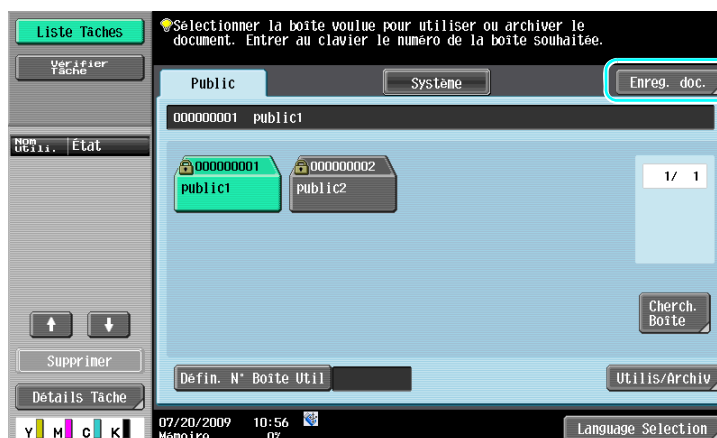 Liste Tâches
Vérifier
Tâche
Nom
Utili.
État
Supprimer
Détails Tâche
Y M C K
Sélectionner la boîte voulue pour utiliser ou archiver le
document. Entrer au clavier le numéro de la boîte souhaitée.
Public
Système
Enreg. doc.
000000001 public1
000000001
public1
000000002
public2
1/ 1
Cherch.
Boîte
Défin. N° Boîte Util
Utilis/Archiv
07/20/2009 10:56
Mémoire 0%
Language Selection